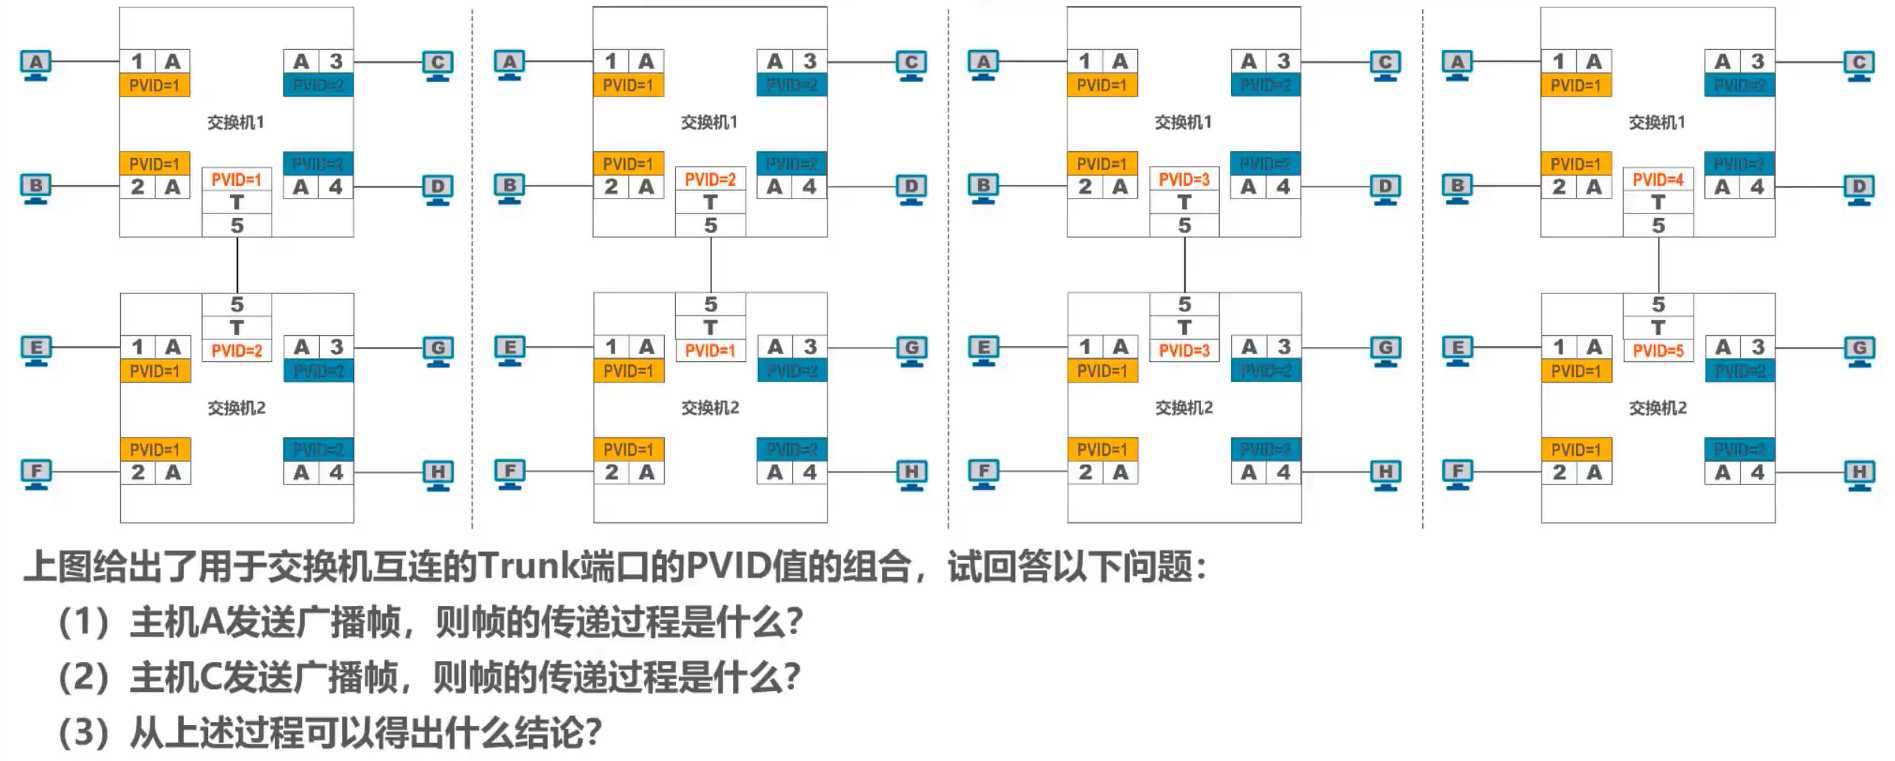 A 1 A A 3 C A 1 A A 3 C A 1 A A 3 C A 1 A A 3 C
PVID=1 PVID=2 PVID=1 PVID=2 PVID=1 PVID=2 PVID=1 PVID=2
交换机1 交换机1 交换机1 交换机1
PVID=1 PVID=2 PVID=1 PVID=2 PVID=1 PVID=2 PVID=1 PVID=2
PVID=1 PVID=2 PVID=3 PVID=4
B 2 A A 4 D B 2 A A 4 D B 2 A A 4 D B 2 A A 4 D
T T T T
5 5 5 5
5 5 5 5
T T T T
E 1 A PVID=2 A 3 G E 1 A PVID=1 A 3 G E 1 A PVID=3 A 3 G E 1 A PVID=5 A 3 G
PVID=1 PVID=2 PVID=1 PVID=2 PVID=1 PVID=2 PVID=1 PVID=2
交换机2 交换机2 交换机2 交换机2
PVID=1 PVID=2 PVID=1 PVID=2 PVID=1 PVID=2 PVID=1 PVID=2
F 2 A A 4 H F 2 A A 4 H F 2 A A 4 H F 2 A A 4 H
上图给出了用于交换机互连的Trunk端口的PVID值的组合，试回答以下问题：
（1）主机A发送广播帧，则帧的传递过程是什么？
（2）主机C发送广播帧，则帧的传递过程是什么？
（3）从上述过程可以得出什么结论？